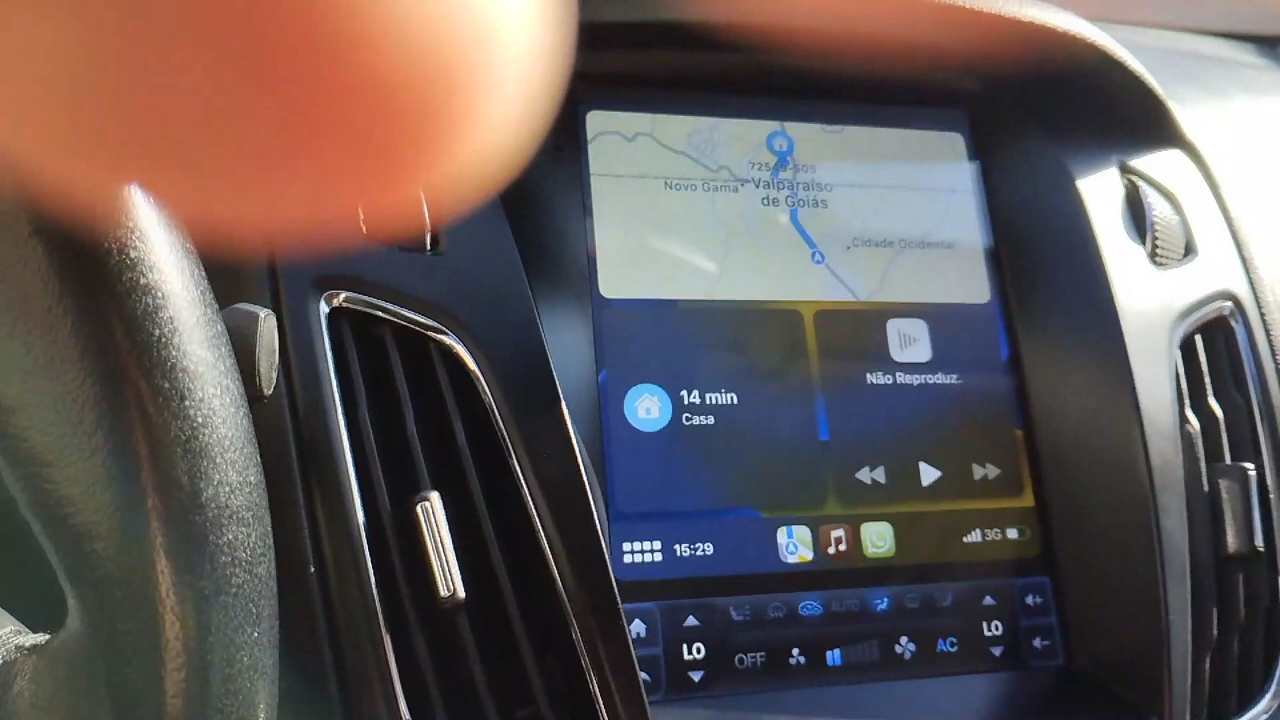 Novo Gama
Valparaíso
de Goiás
Cidade Ocidental
Não Reproduz.
14 min
Casa
15:29
3G
AUTO
LO
LO
OFF
AC